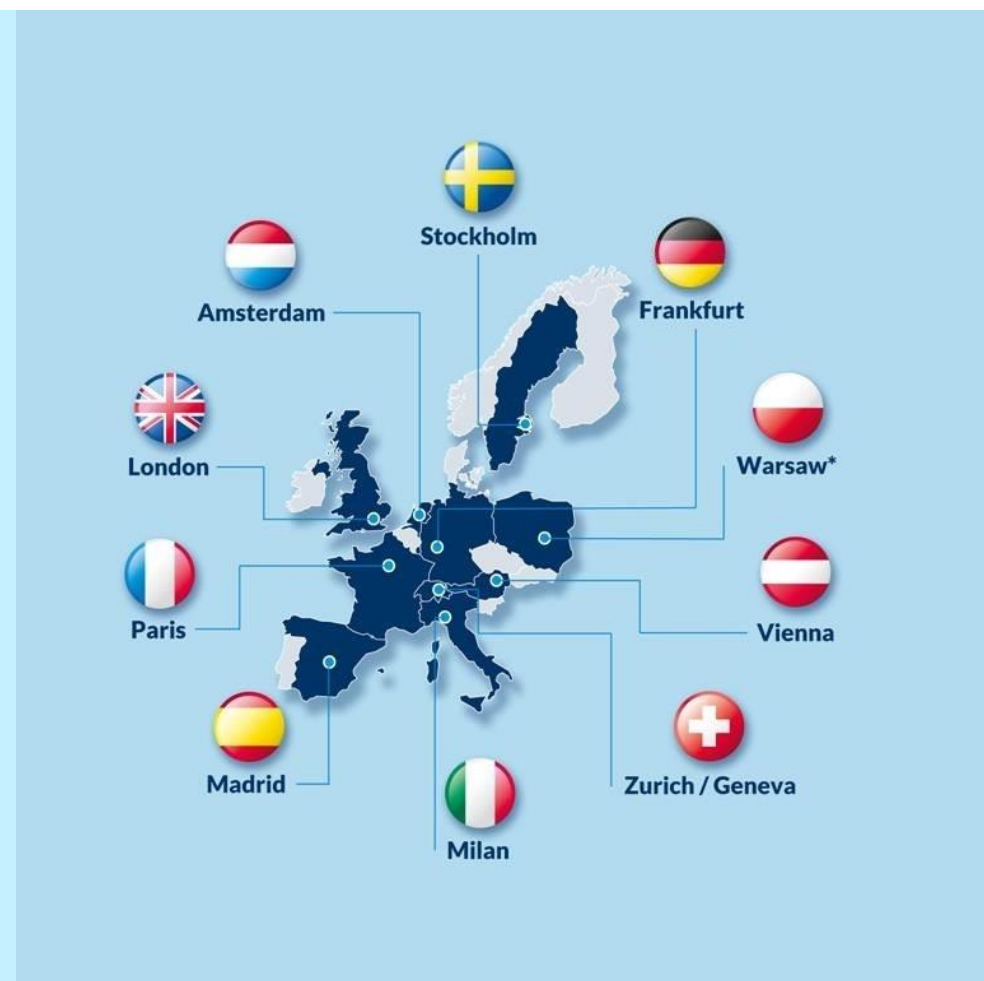 Stockholm
Amsterdam
Frankfurt
London
Warsaw*
Paris
Vienna
Madrid
Zurich / Geneva
Milan